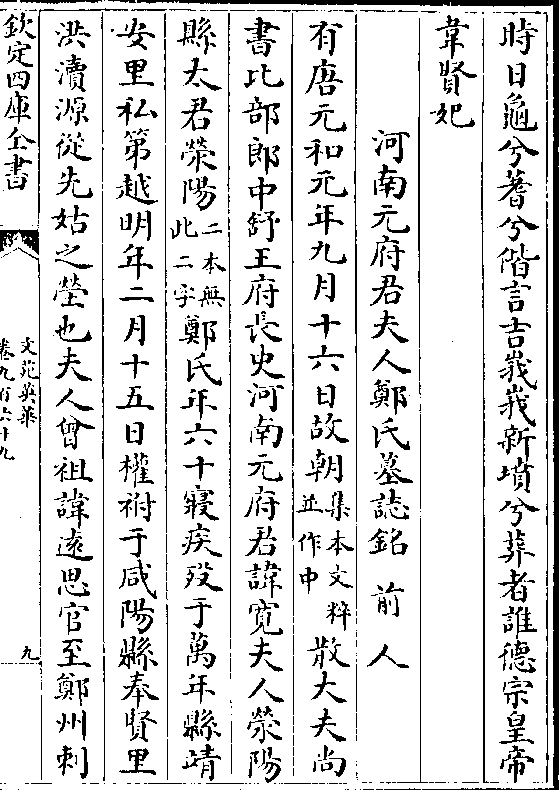 時日龜兮蓍兮偕言吉峩峩新墳兮葬者誰德宗皇帝
韋賢妃
河南元府君夫人鄭氏墓誌銘 前人
有唐元和元年九月十六日故朝集本文粹並作中散大夫尚
書比部郎中舒王府長史河南元府君諱寛夫人滎陽
縣太君滎陽二本無此二字鄭氏年六十寢疾殁于萬年縣靖
安里私第越明年二月十五日權祔于咸陽縣奉賢里
洪瀆源從先姑之塋也夫人曾祖諱遠思官至鄭州刺
欽定四庫全書
文苑英華
卷九百六十九
九